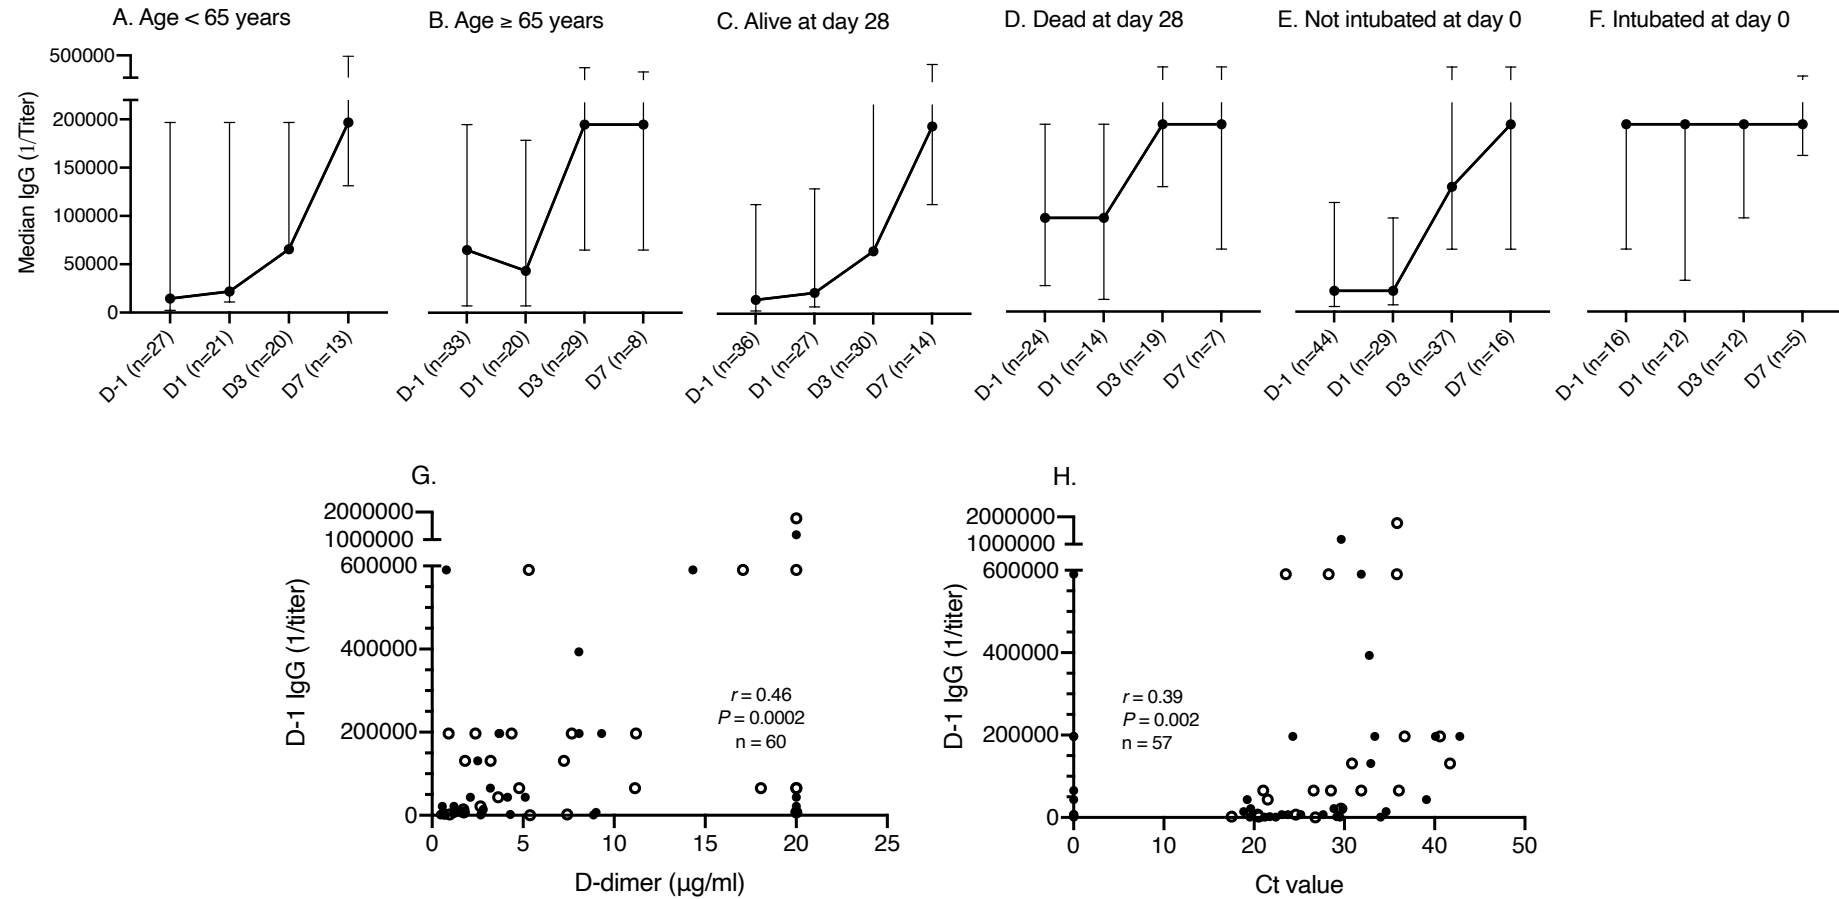 A. Age < 65 years
B. Age ≥ 65 years
C. Alive at day 28
D. Dead at day 28
E. Not intubated at day 0
F. Intubated at day 0
Median IgG (1/Titer)
500000
200000
150000
100000
50000
0
D-1 (n=27)
D1 (n=21)
D3 (n=20)
D7 (n=13)
D-1 (n=33)
D1 (n=20)
D3 (n=29)
D7 (n=8)
D-1 (n=36)
D1 (n=27)
D3 (n=30)
D7 (n=14)
D-1 (n=24)
D1 (n=14)
D3 (n=19)
D7 (n=7)
D-1 (n=44)
D1 (n=29)
D3 (n=37)
D7 (n=16)
D-1 (n=16)
D1 (n=12)
D3 (n=12)
D7 (n=5)
G.
D-1 IgG (1/titer)
2000000
1000000
600000
400000
200000
0
r = 0.46
P = 0.0002
n = 60
0 5 10 15 20 25
D-dimer (μg/ml)
H.
D-1 IgG (1/titer)
2000000
1000000
600000
400000
200000
0
r = 0.39
P = 0.002
n = 57
0 10 20 30 40 50
Ct value